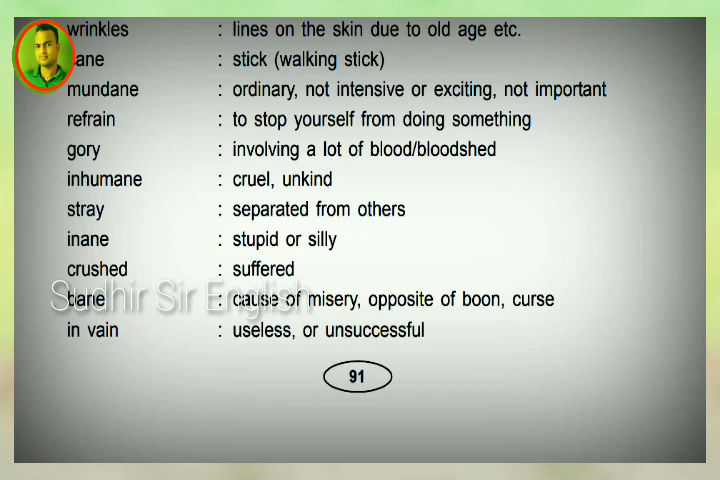 wrinkles : lines on the skin due to old age etc.
cane : stick (walking stick)
mundane : ordinary, not intensive or exciting, not important
refrain : to stop yourself from doing something
gory : involving a lot of blood/bloodshed
inhumane : cruel, unkind
stray : separated from others
inane : stupid or silly
crushed : suffered
Sudhir Sir English
bane : cause of misery, opposite of boon, curse
in vain : useless, or unsuccessful
91